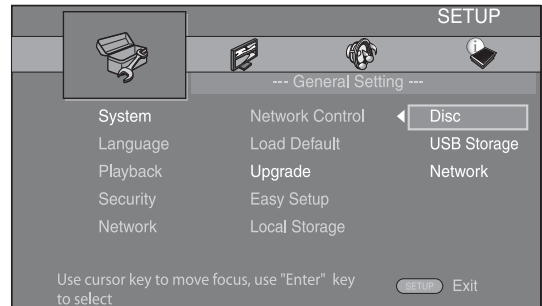 SETUP
--- General Setting ---
System
Language
Playback
Security
Network
Network Control
Load Default
Upgrade
Easy Setup
Local Storage
Disc
USB Storage
Network
Use cursor key to move focus, use "Enter" key
to select
SETUP Exit